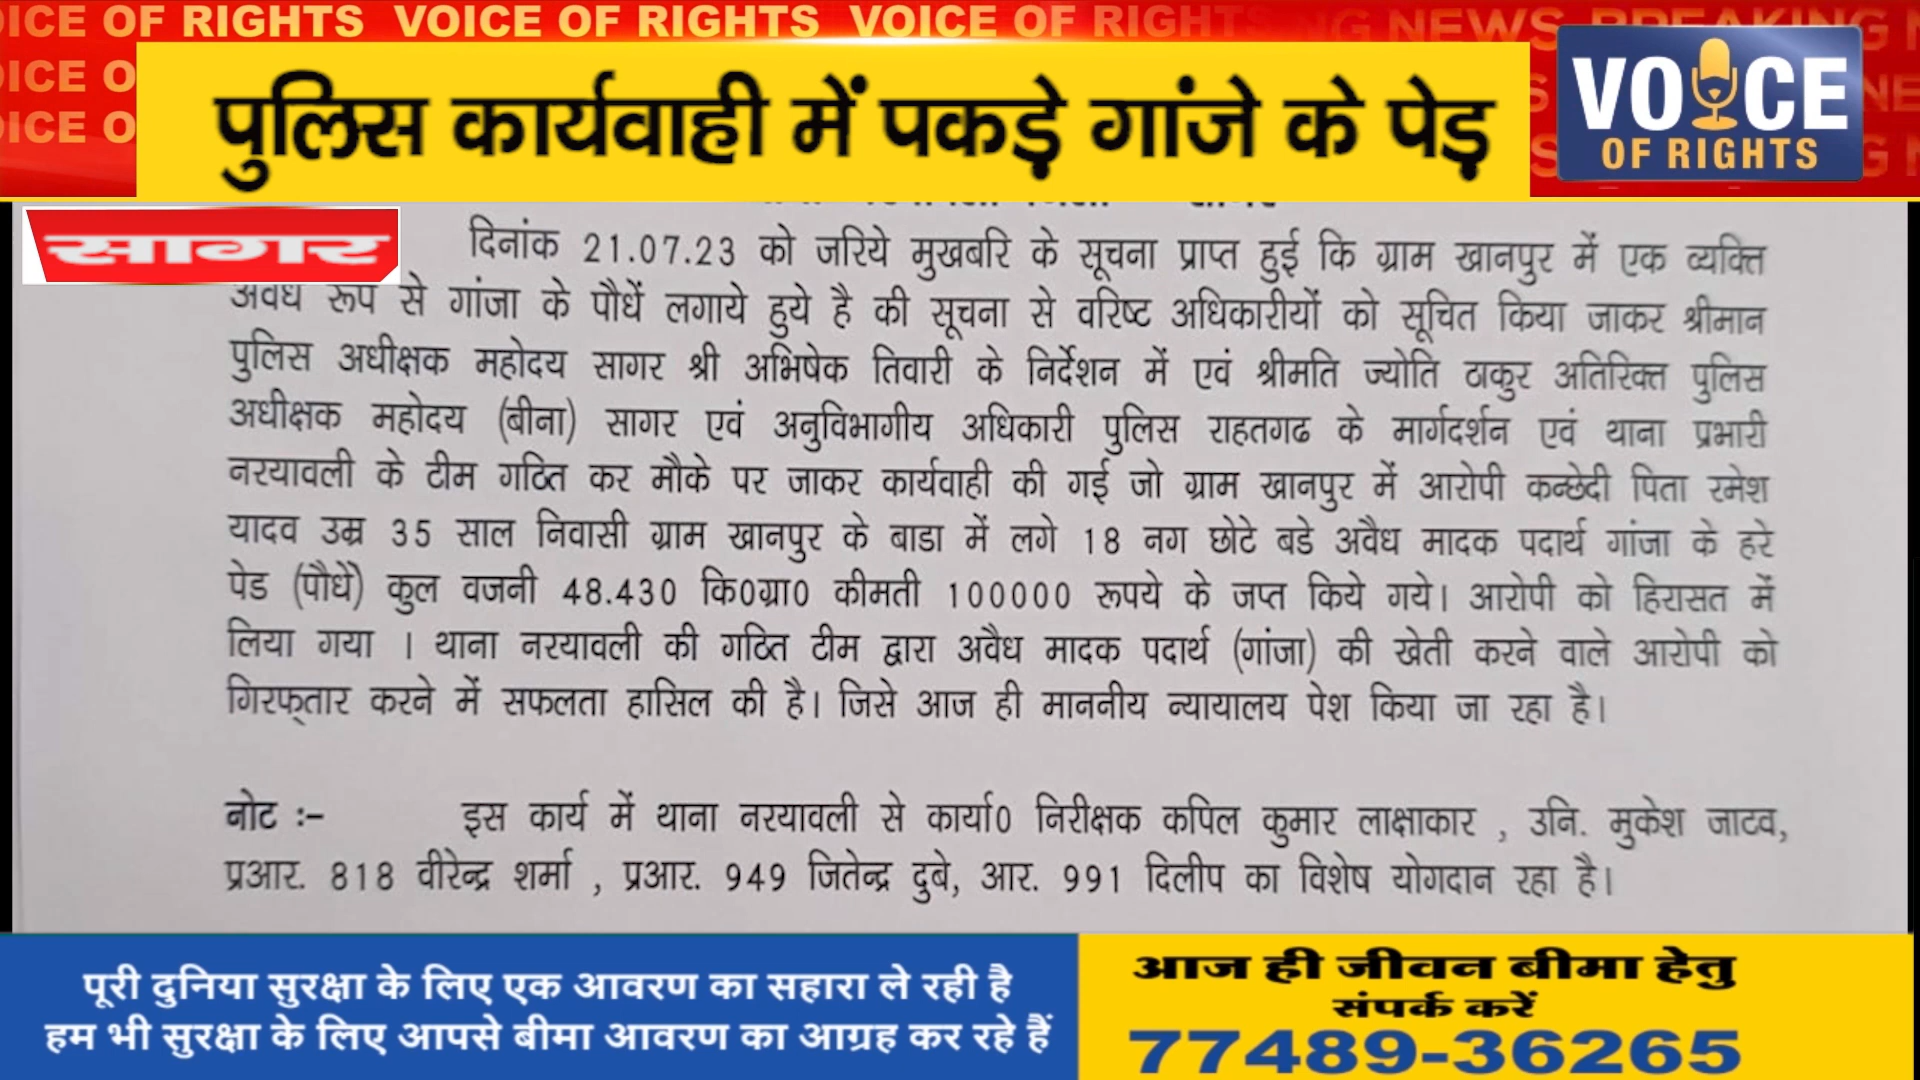 VOICE OF RIGHTS VOICE OF RIGHTS
पुलिस कार्यवाही में पकड़े गांजे के पेड़
VOICE
OF RIGHTS
सागर
दिनांक 21.07.23 को जरिये मुखबरि के सूचना प्राप्त हुई कि ग्राम खानपुर में एक व्यक्ति
अवैध रूप से गांजा के पौधें लगाये हुये है की सूचना से वरिष्ट अधिकारीयों को सूचित किया जाकर श्रीमान
पुलिस अधीक्षक महोदय सागर श्री अभिषेक तिवारी के निर्देशन में एवं श्रीमति ज्योति ठाकुर अतिरिक्त पुलिस
अधीक्षक महोदय (बीना) सागर एवं अनुविभागीय अधिकारी पुलिस राहतगढ के मार्गदर्शन एवं थाना प्रभारी
नरयावली के टीम गठित कर मौके पर जाकर कार्यवाही की गई जो ग्राम खानपुर में आरोपी कन्छेदी पिता रमेश
यादव उम्र 35 साल निवासी ग्राम खानपुर के बाडा में लगे 18 नग छोटे बडे अवैध मादक पदार्थ गांजा के हरे
पेड (पौधें) कुल वजनी 48.430 कि0ग्रा0 कीमती 100000 रूपये के जप्त किये गये। आरोपी को हिरासत में
लिया गया । थाना नरयावली की गठित टीम द्वारा अवैध मादक पदार्थ (गांजा) की खेती करने वाले आरोपी को
गिरफ्तार करने में सफलता हासिल की है। जिसे आज ही माननीय न्यायालय पेश किया जा रहा है।
नोट :- इस कार्य में थाना नरयावली से कार्या0 निरीक्षक कपिल कुमार लाक्षाकार , उनि. मुकेश जाटव,
प्रआर. 818 वीरेन्द्र शर्मा , प्रआर. 949 जितेन्द्र दुबे, आर. 991 दिलीप का विशेष योगदान रहा है।
पूरी दुनिया सुरक्षा के लिए एक आवरण का सहारा ले रही है
हम भी सुरक्षा के लिए आपसे बीमा आवरण का आग्रह कर रहे हैं
आज ही जीवन बीमा हेतु
संपर्क करें
77489-36265